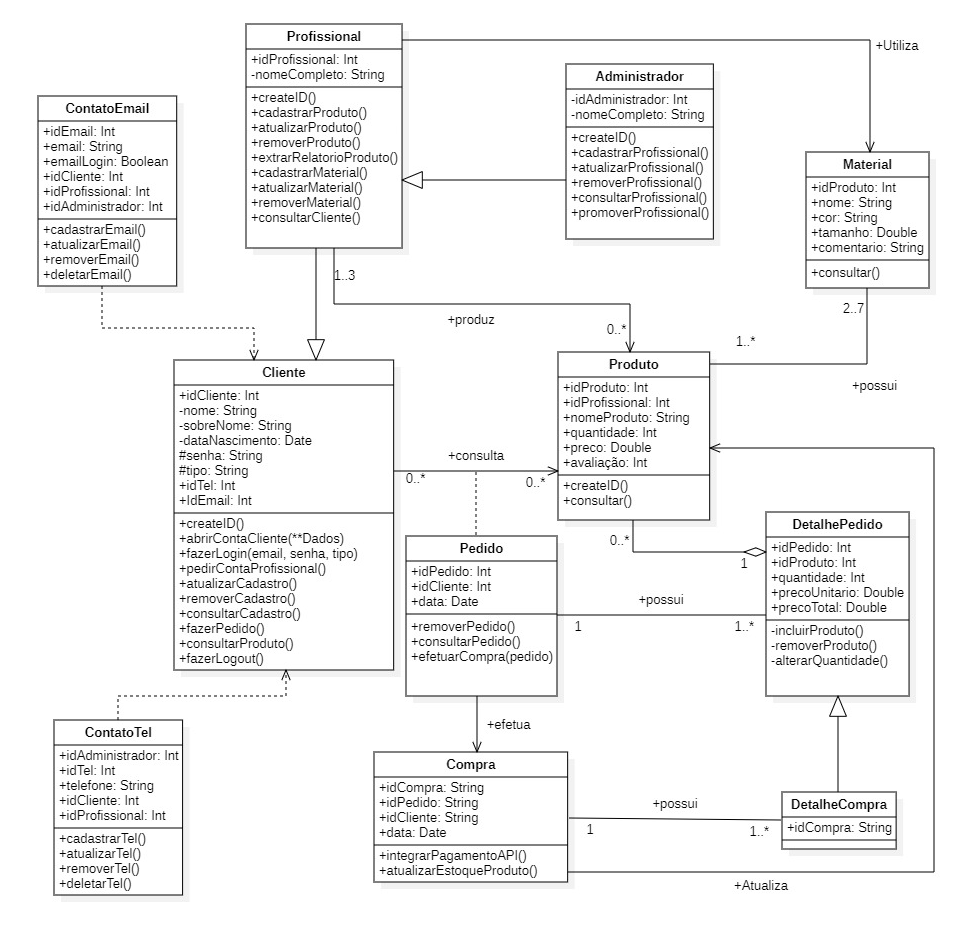 Profissional
+idProfissional: Int
-nomeCompleto: String
+createID()
+cadastrarProduto()
+atualizarProduto()
+removerProduto()
+extrarRelatorioProduto()
+cadastrarMaterial()
+atualizarMaterial()
+removerMaterial()
+consultarCliente()
+Utiliza
Administrador
-idAdministrador: Int
-nomeCompleto: String
+createID()
+cadastrarProfissional()
+atualizarProfissional()
+removerProfissional()
+consultarProfissional()
+promoverProfissional()
ContatoEmail
+idEmail: Int
+email: String
+emailLogin: Boolean
+idCliente: Int
+idProfissional: Int
+idAdministrador: Int
+cadastrarEmail()
+atualizarEmail()
+removerEmail()
+deletarEmail()
Material
+idProduto: Int
+nome: String
+cor: String
+tamanho: Double
+comentario: String
+consultar()
1..3
+produz
0..*
2..7
1..*
+possui
Cliente
+idCliente: Int
-nome: String
-sobreNome: String
-dataNascimento: Date
#senha: String
#tipo: String
+idTel: Int
+IdEmail: Int
+createID()
+abrirContaCliente(**Dados)
+fazerLogin(email, senha, tipo)
+pedirContaProfissional()
+atualizarCadastro()
+removerCadastro()
+consultarCadastro()
+fazerPedido()
+consultarProduto()
+fazerLogout()
+consulta
0..*
0..*
Produto
+idProduto: Int
+idProfissional: Int
+nomeProduto: String
+quantidade: Int
+preco: Double
+avaliação: Int
+createID()
+consultar()
0..*
1
DetalhePedido
+idPedido: Int
+idProduto: Int
+quantidade: Int
+precoUnitario: Double
+precoTotal: Double
-incluirProduto()
-removerProduto()
-alterarQuantidade()
Pedido
+idPedido: Int
+idCliente: Int
+data: Date
+removerPedido()
+consultarPedido()
+efetuarCompra(pedido)
+possui
1
1..*
+efetua
ContatoTel
+idAdministrador: Int
+idTel: Int
+telefone: String
+idCliente: Int
+idProfissional: Int
+cadastrarTel()
+atualizarTel()
+removerTel()
+deletarTel()
Compra
+idCompra: String
+idPedido: String
+idCliente: String
+data: Date
+integrarPagamentoAPI()
+atualizarEstoqueProduto()
+possui
1
1..*
DetalheCompra
+idCompra: String
+Atualiza